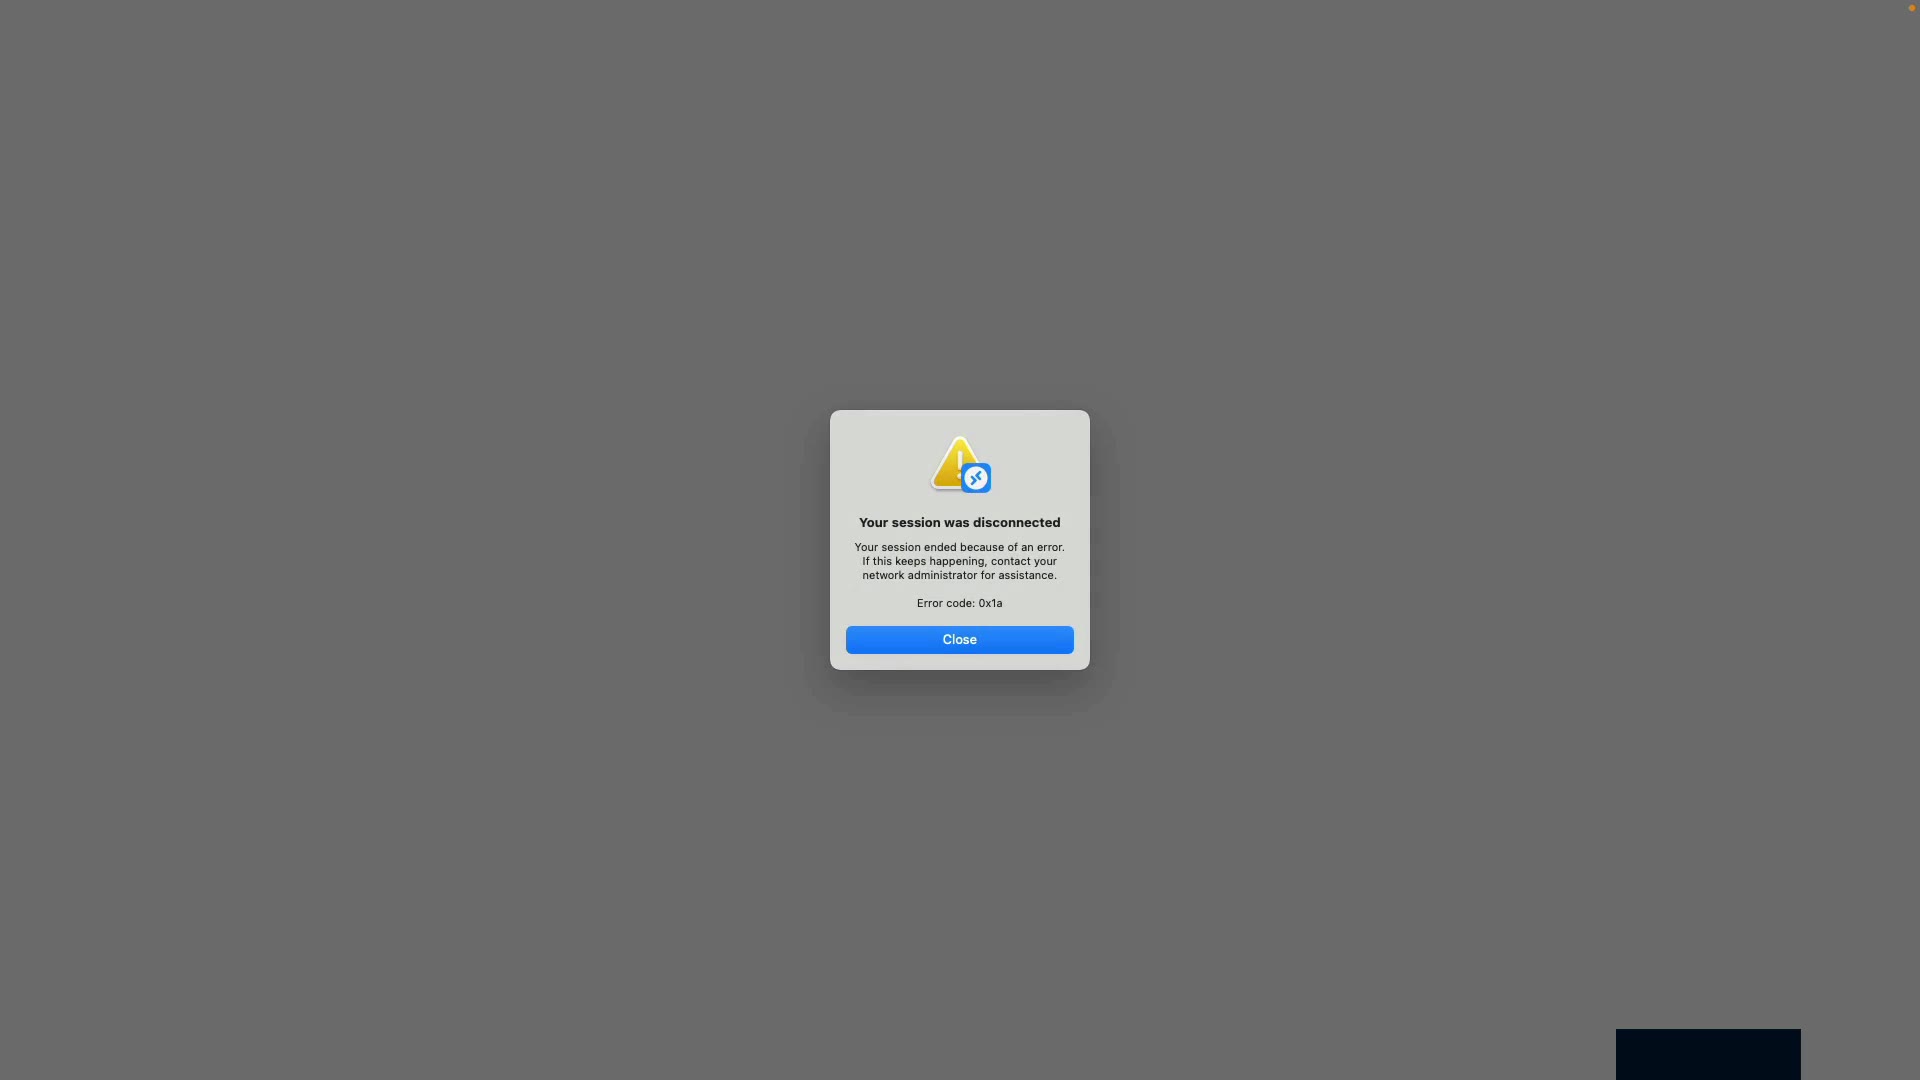 Your session was disconnected
Your session ended because of an error.
If this keeps happening, contact your
network administrator for assistance.
Error code: 0x1a
Close